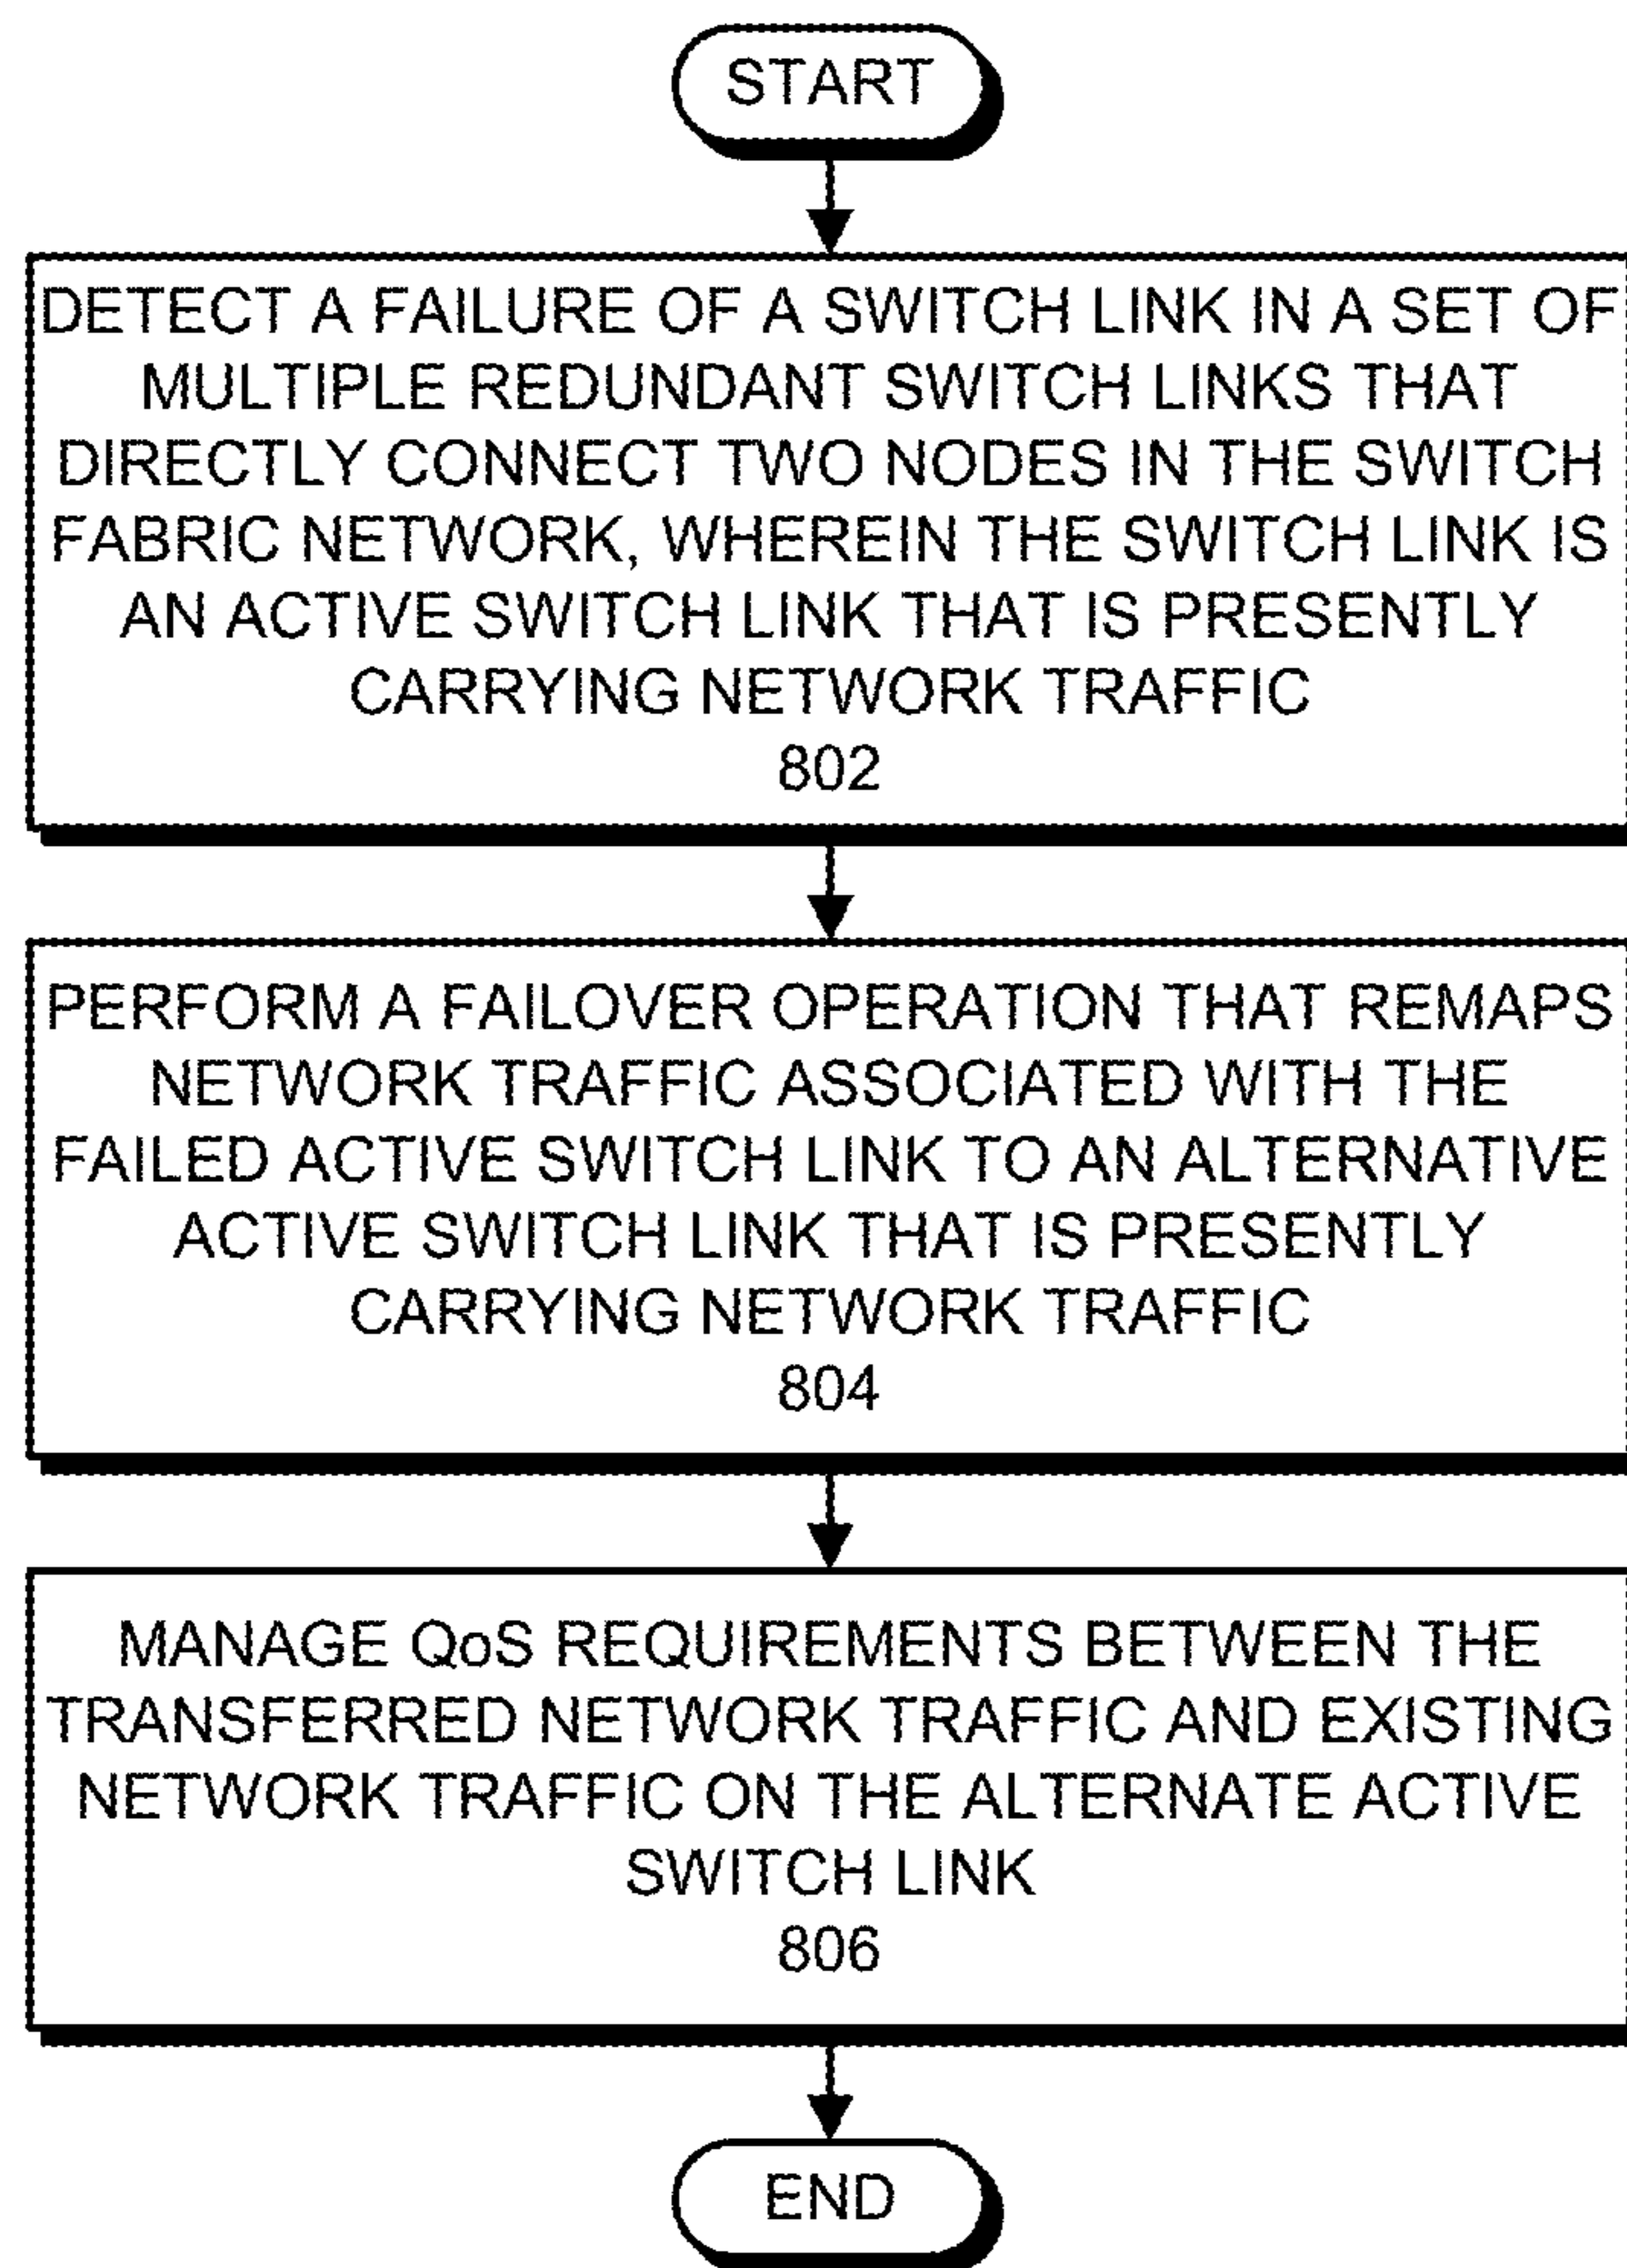 START
DETECT A FAILURE OF A SWITCH LINK IN A SET OF
MULTIPLE REDUNDANT SWITCH LINKS THAT
DIRECTLY CONNECT TWO NODES IN THE SWITCH
FABRIC NETWORK, WHEREIN THE SWITCH LINK IS
AN ACTIVE SWITCH LINK THAT IS PRESENTLY
CARRYING NETWORK TRAFFIC
802
PERFORM A FAILOVER OPERATION THAT REMAPS
NETWORK TRAFFIC ASSOCIATED WITH THE
FAILED ACTIVE SWITCH LINK TO AN ALTERNATIVE
ACTIVE SWITCH LINK THAT IS PRESENTLY
CARRYING NETWORK TRAFFIC
804
MANAGE QoS REQUIREMENTS BETWEEN THE
TRANSFERRED NETWORK TRAFFIC AND EXISTING
NETWORK TRAFFIC ON THE ALTERNATE ACTIVE
SWITCH LINK
806
END